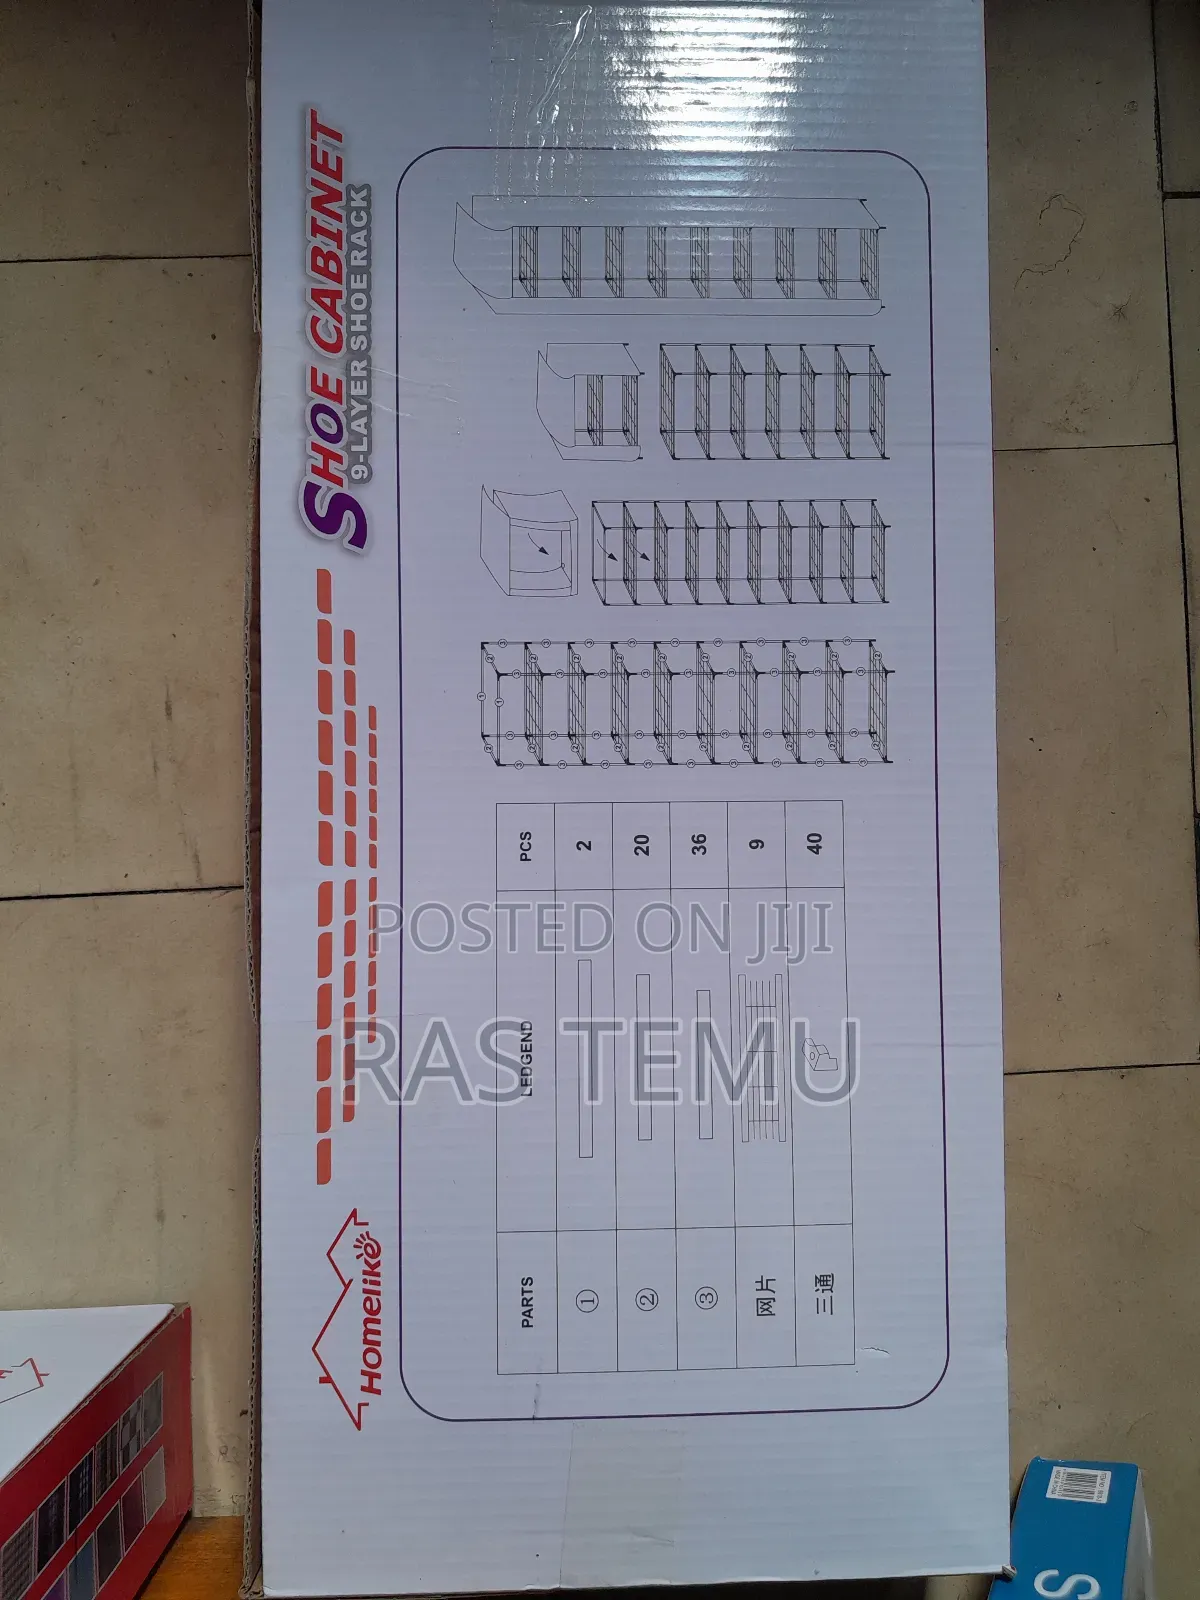 Homelike
SHOE CABINET
9-LAYER SHOE RACK
PARTS LEDGEND PCS
① 2
② 20
③ 36
网片 9
三通 40
POSTED ON JIJI
RAS TEMU
S